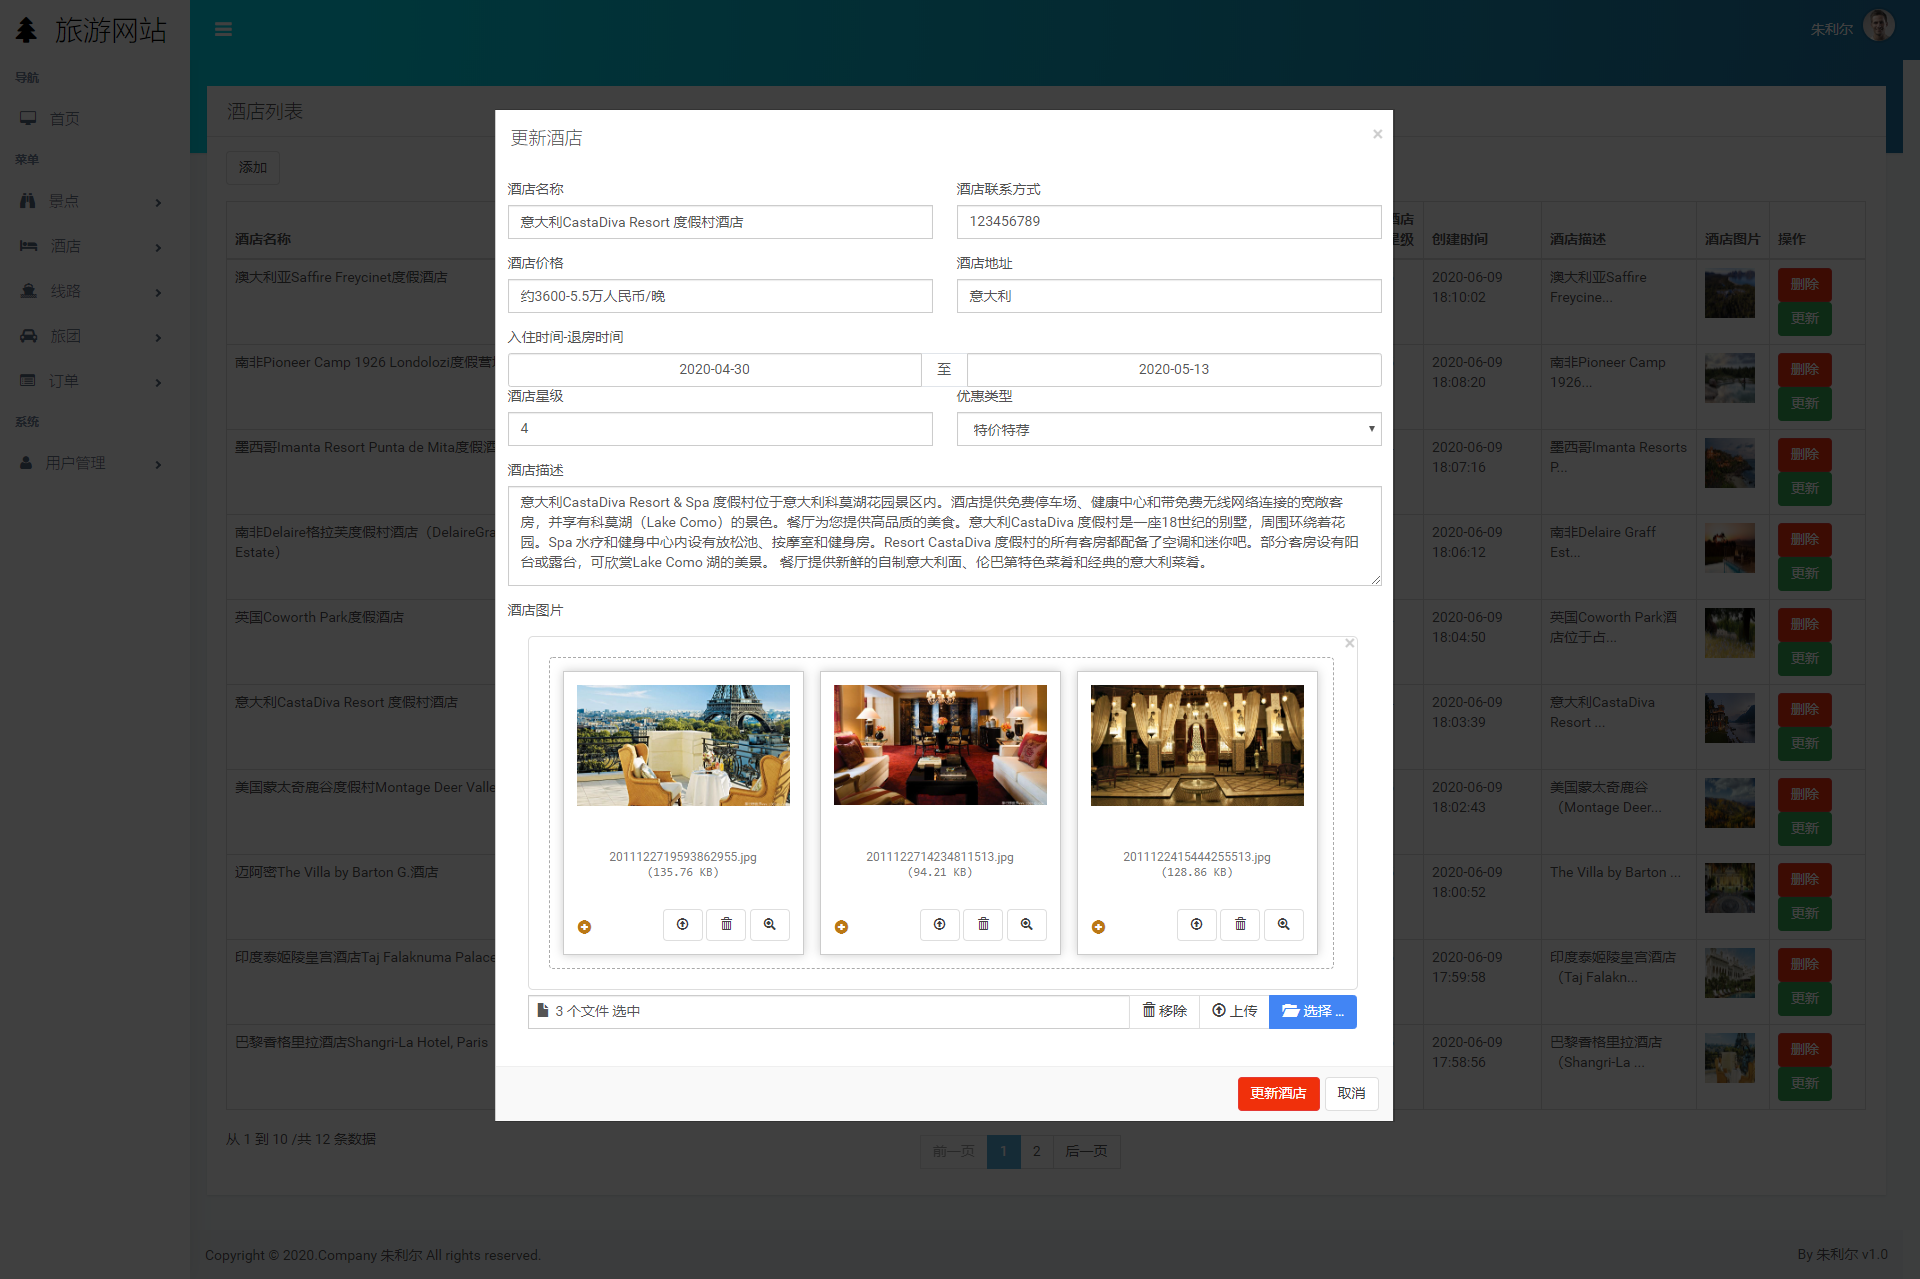 旅游网站
朱利尔
导航
首页
菜单
景点
酒店
线路
旅团
订单
系统
用户管理
酒店列表
添加
酒店名称
酒店
星级
创建时间
酒店描述
酒店图片
操作
澳大利亚Saffire Freycinet度假酒店
2020-06-09
18:10:02
澳大利亚Saffire
Freycine...
删除
更新
南非Pioneer Camp 1926 Londolozi度假营
2020-06-09
18:08:20
南非Pioneer Camp
1926...
删除
更新
墨西哥Imanta Resort Punta de Mita度假酒
2020-06-09
18:07:16
墨西哥Imanta Resorts
P...
删除
更新
南非Delaire格拉芙度假村酒店（DelaireGra
Estate）
2020-06-09
18:06:12
南非Delaire Graff
Est...
删除
更新
英国Coworth Park度假酒店
2020-06-09
18:04:50
英国Coworth Park酒
店位于占...
删除
更新
意大利CastaDiva Resort 度假村酒店
2020-06-09
18:03:39
意大利CastaDiva
Resort ...
删除
更新
美国蒙太奇鹿谷度假村Montage Deer Valle
2020-06-09
18:02:43
美国蒙太奇鹿谷
（Montage Deer...
删除
更新
迈阿密The Villa by Barton G.酒店
2020-06-09
18:00:52
The Villa by Barton ...
删除
更新
印度泰姬陵皇宫酒店Taj Falaknuma Palace
2020-06-09
17:59:58
印度泰姬陵皇宫酒店
（Taj Falakn...
删除
更新
巴黎香格里拉酒店Shangri-La Hotel, Paris
2020-06-09
17:58:56
巴黎香格里拉酒店
（Shangri-La ...
删除
更新
从 1 到 10 /共 12 条数据
前一页
1
2
后一页
Copyright © 2020.Company 朱利尔 All rights reserved.
By 朱利尔 v1.0
更新酒店
×
酒店名称
酒店联系方式
意大利CastaDiva Resort 度假村酒店
123456789
酒店价格
酒店地址
约3600-5.5万人民币/晚
意大利
入住时间-退房时间
2020-04-30
至
2020-05-13
酒店星级
优惠类型
4
特价特荐
酒店描述
意大利CastaDiva Resort & Spa 度假村位于意大利科莫湖花园景区内。酒店提供免费停车场、健康中心和带免费无线网络连接的宽敞客
房，并享有科莫湖（Lake Como）的景色。餐厅为您提供高品质的美食。意大利CastaDiva 度假村是一座18世纪的别墅，周围环绕着花
园。Spa 水疗和健身中心内设有放松池、按摩室和健身房。Resort CastaDiva 度假村的所有客房都配备了空调和迷你吧。部分客房设有阳
台或露台，可欣赏Lake Como 湖的美景。 餐厅提供新鲜的自制意大利面、伦巴第特色菜肴和经典的意大利菜肴。
酒店图片
×
2011122719593862955.jpg
(135.76 KB)
2011122714234811513.jpg
(94.21 KB)
2011122415444255513.jpg
(128.86 KB)
3 个文件 选中
移除
上传
选择 ...
更新酒店
取消